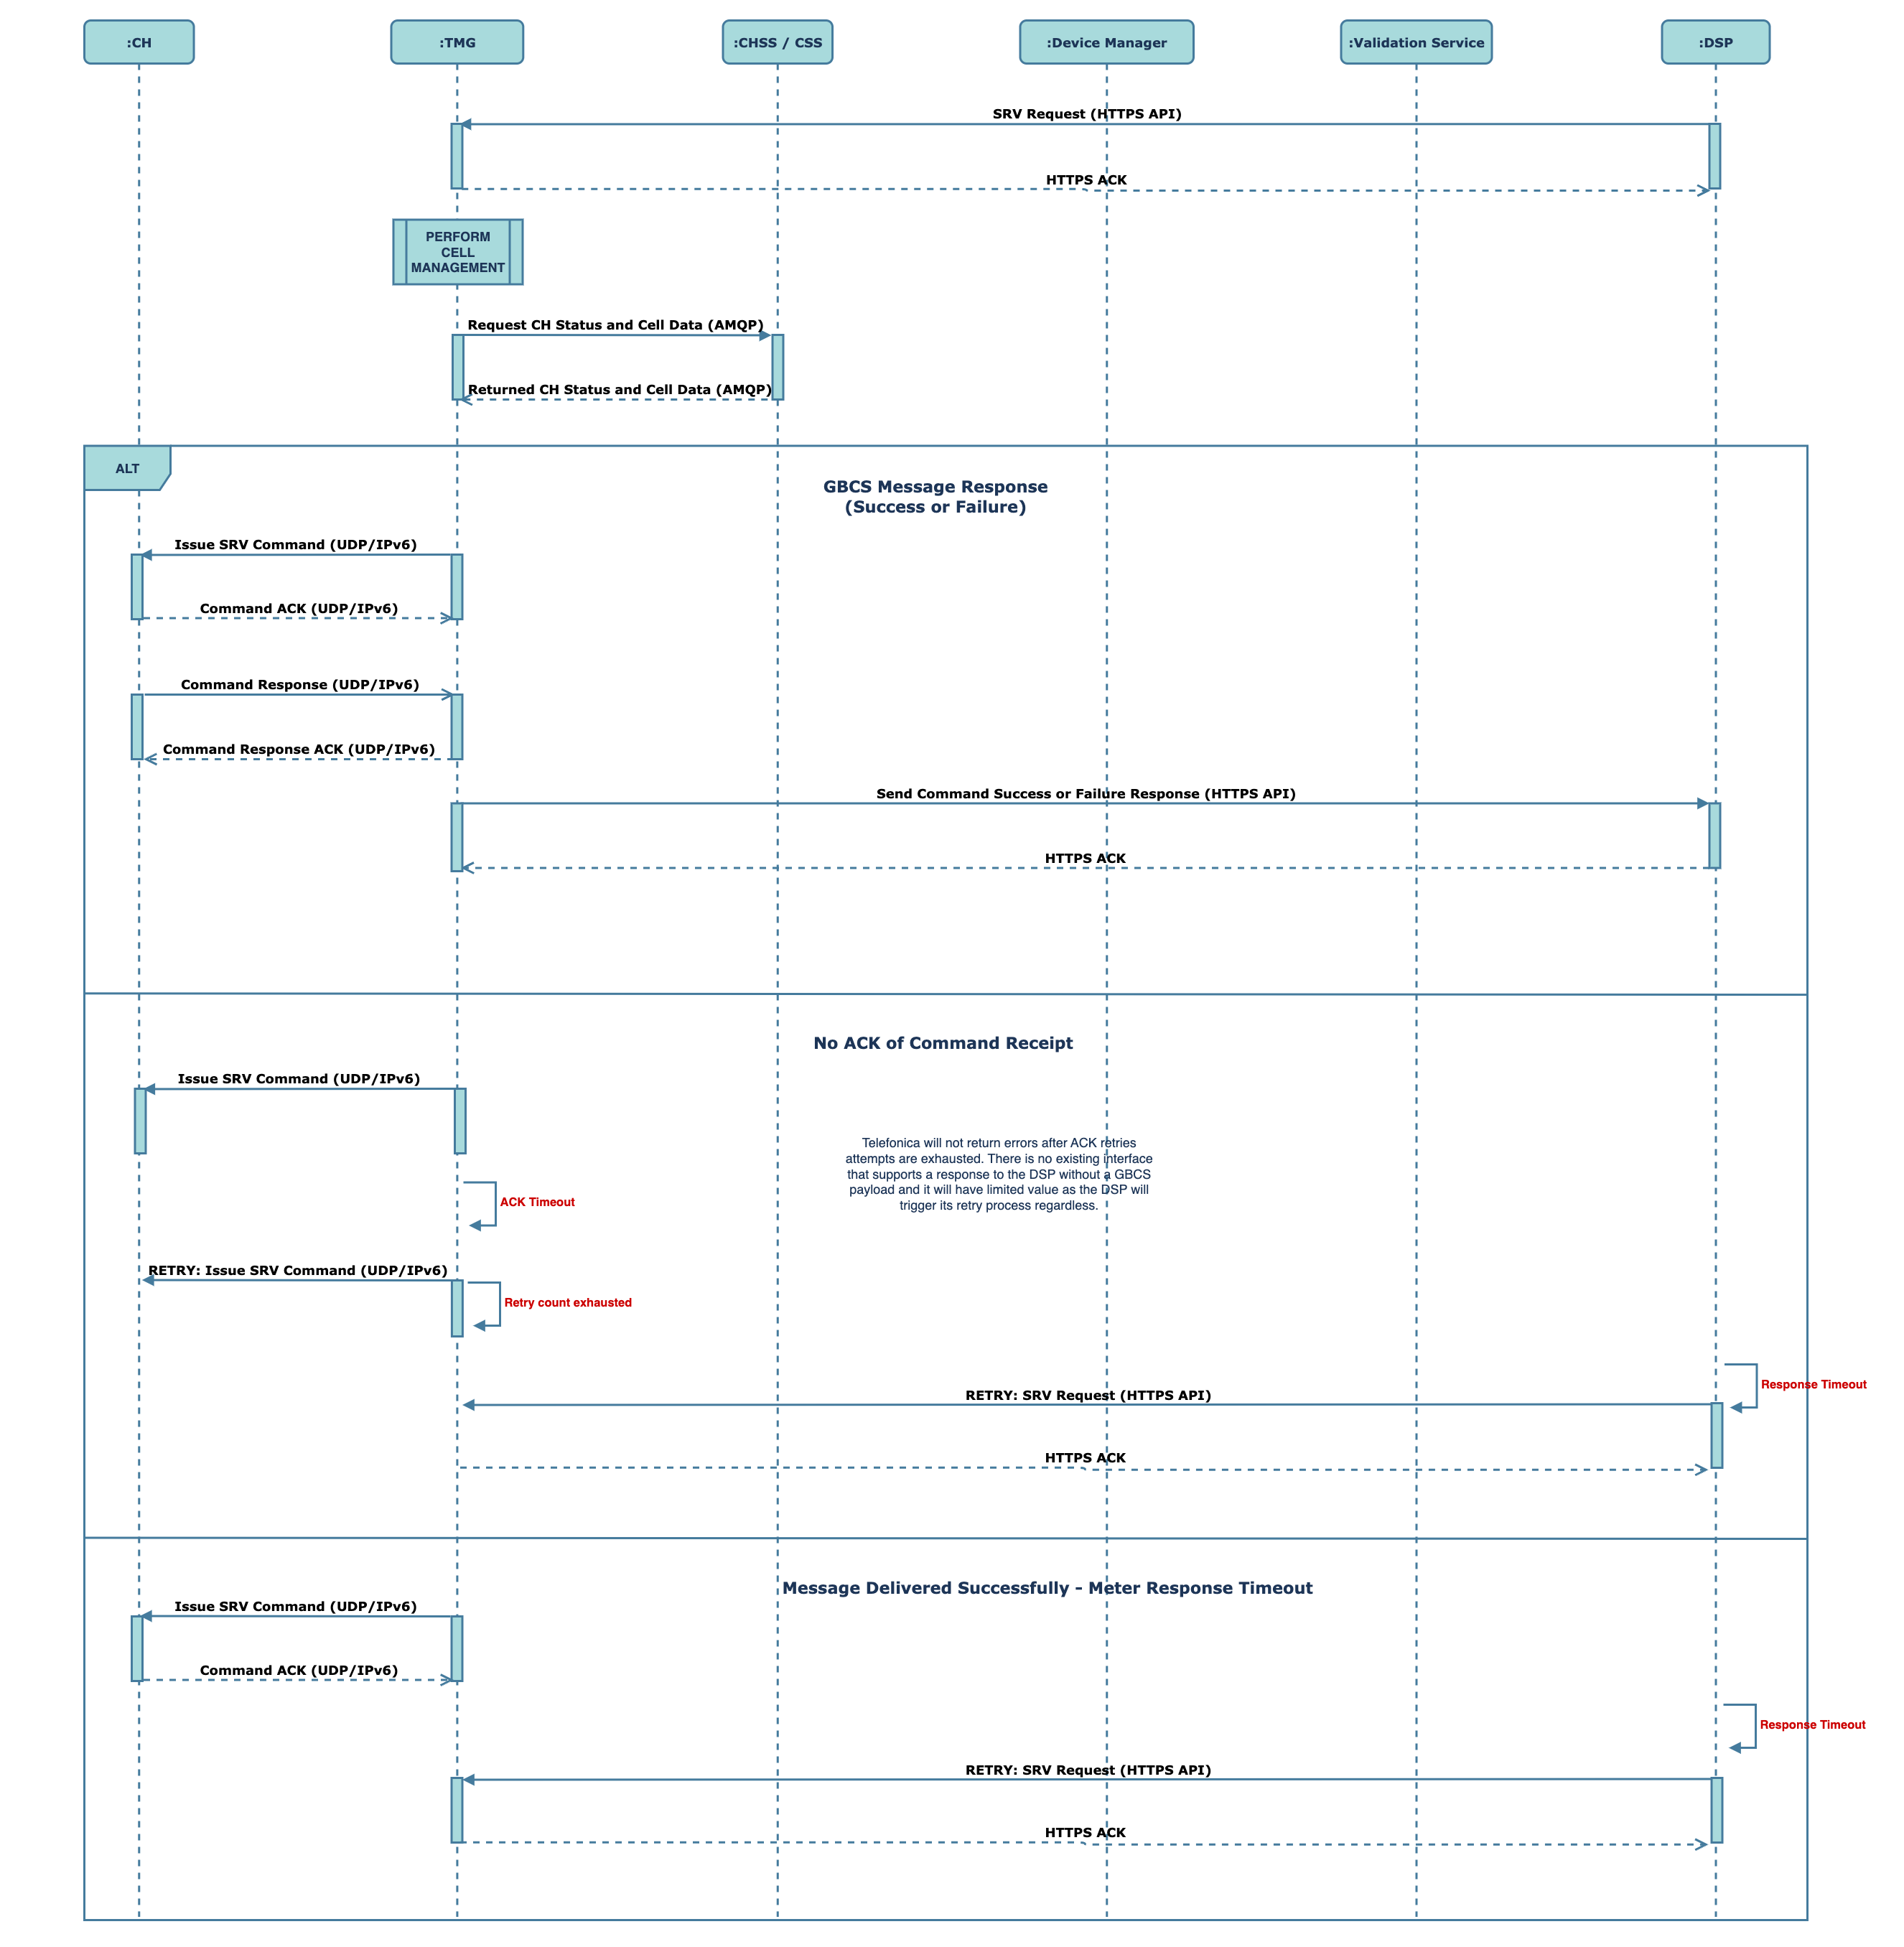 :CH
:TMG
:CHSS / CSS
:Device Manager
:Validation Service
:DSP
SRV Request (HTTPS API)
HTTPS ACK
PERFORM
CELL
MANAGEMENT
Request CH Status and Cell Data (AMQP)
Returned CH Status and Cell Data (AMQP)
ALT
GBCS Message Response
(Success or Failure)
Issue SRV Command (UDP/IPv6)
Command ACK (UDP/IPv6)
Command Response (UDP/IPv6)
Command Response ACK (UDP/IPv6)
Send Command Success or Failure Response (HTTPS API)
HTTPS ACK
No ACK of Command Receipt
Issue SRV Command (UDP/IPv6)
Telefonica will not return errors after ACK retries
attempts are exhausted. There is no existing interface
that supports a response to the DSP without a GBCS
payload and it will have limited value as the DSP will
trigger its retry process regardless.
ACK Timeout
RETRY: Issue SRV Command (UDP/IPv6)
Retry count exhausted
Response Timeout
RETRY: SRV Request (HTTPS API)
HTTPS ACK
Message Delivered Successfully - Meter Response Timeout
Issue SRV Command (UDP/IPv6)
Command ACK (UDP/IPv6)
Response Timeout
RETRY: SRV Request (HTTPS API)
HTTPS ACK